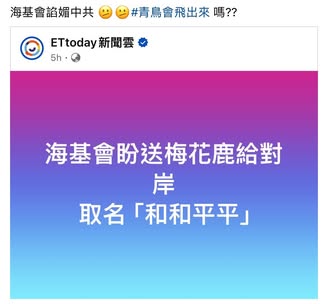 海基會諂媚中共 🫤🫤#青鳥會飛出來 嗎??
ETtoday新聞雲
5h ·
海基會盼送梅花鹿給對
岸
取名「和和平平」